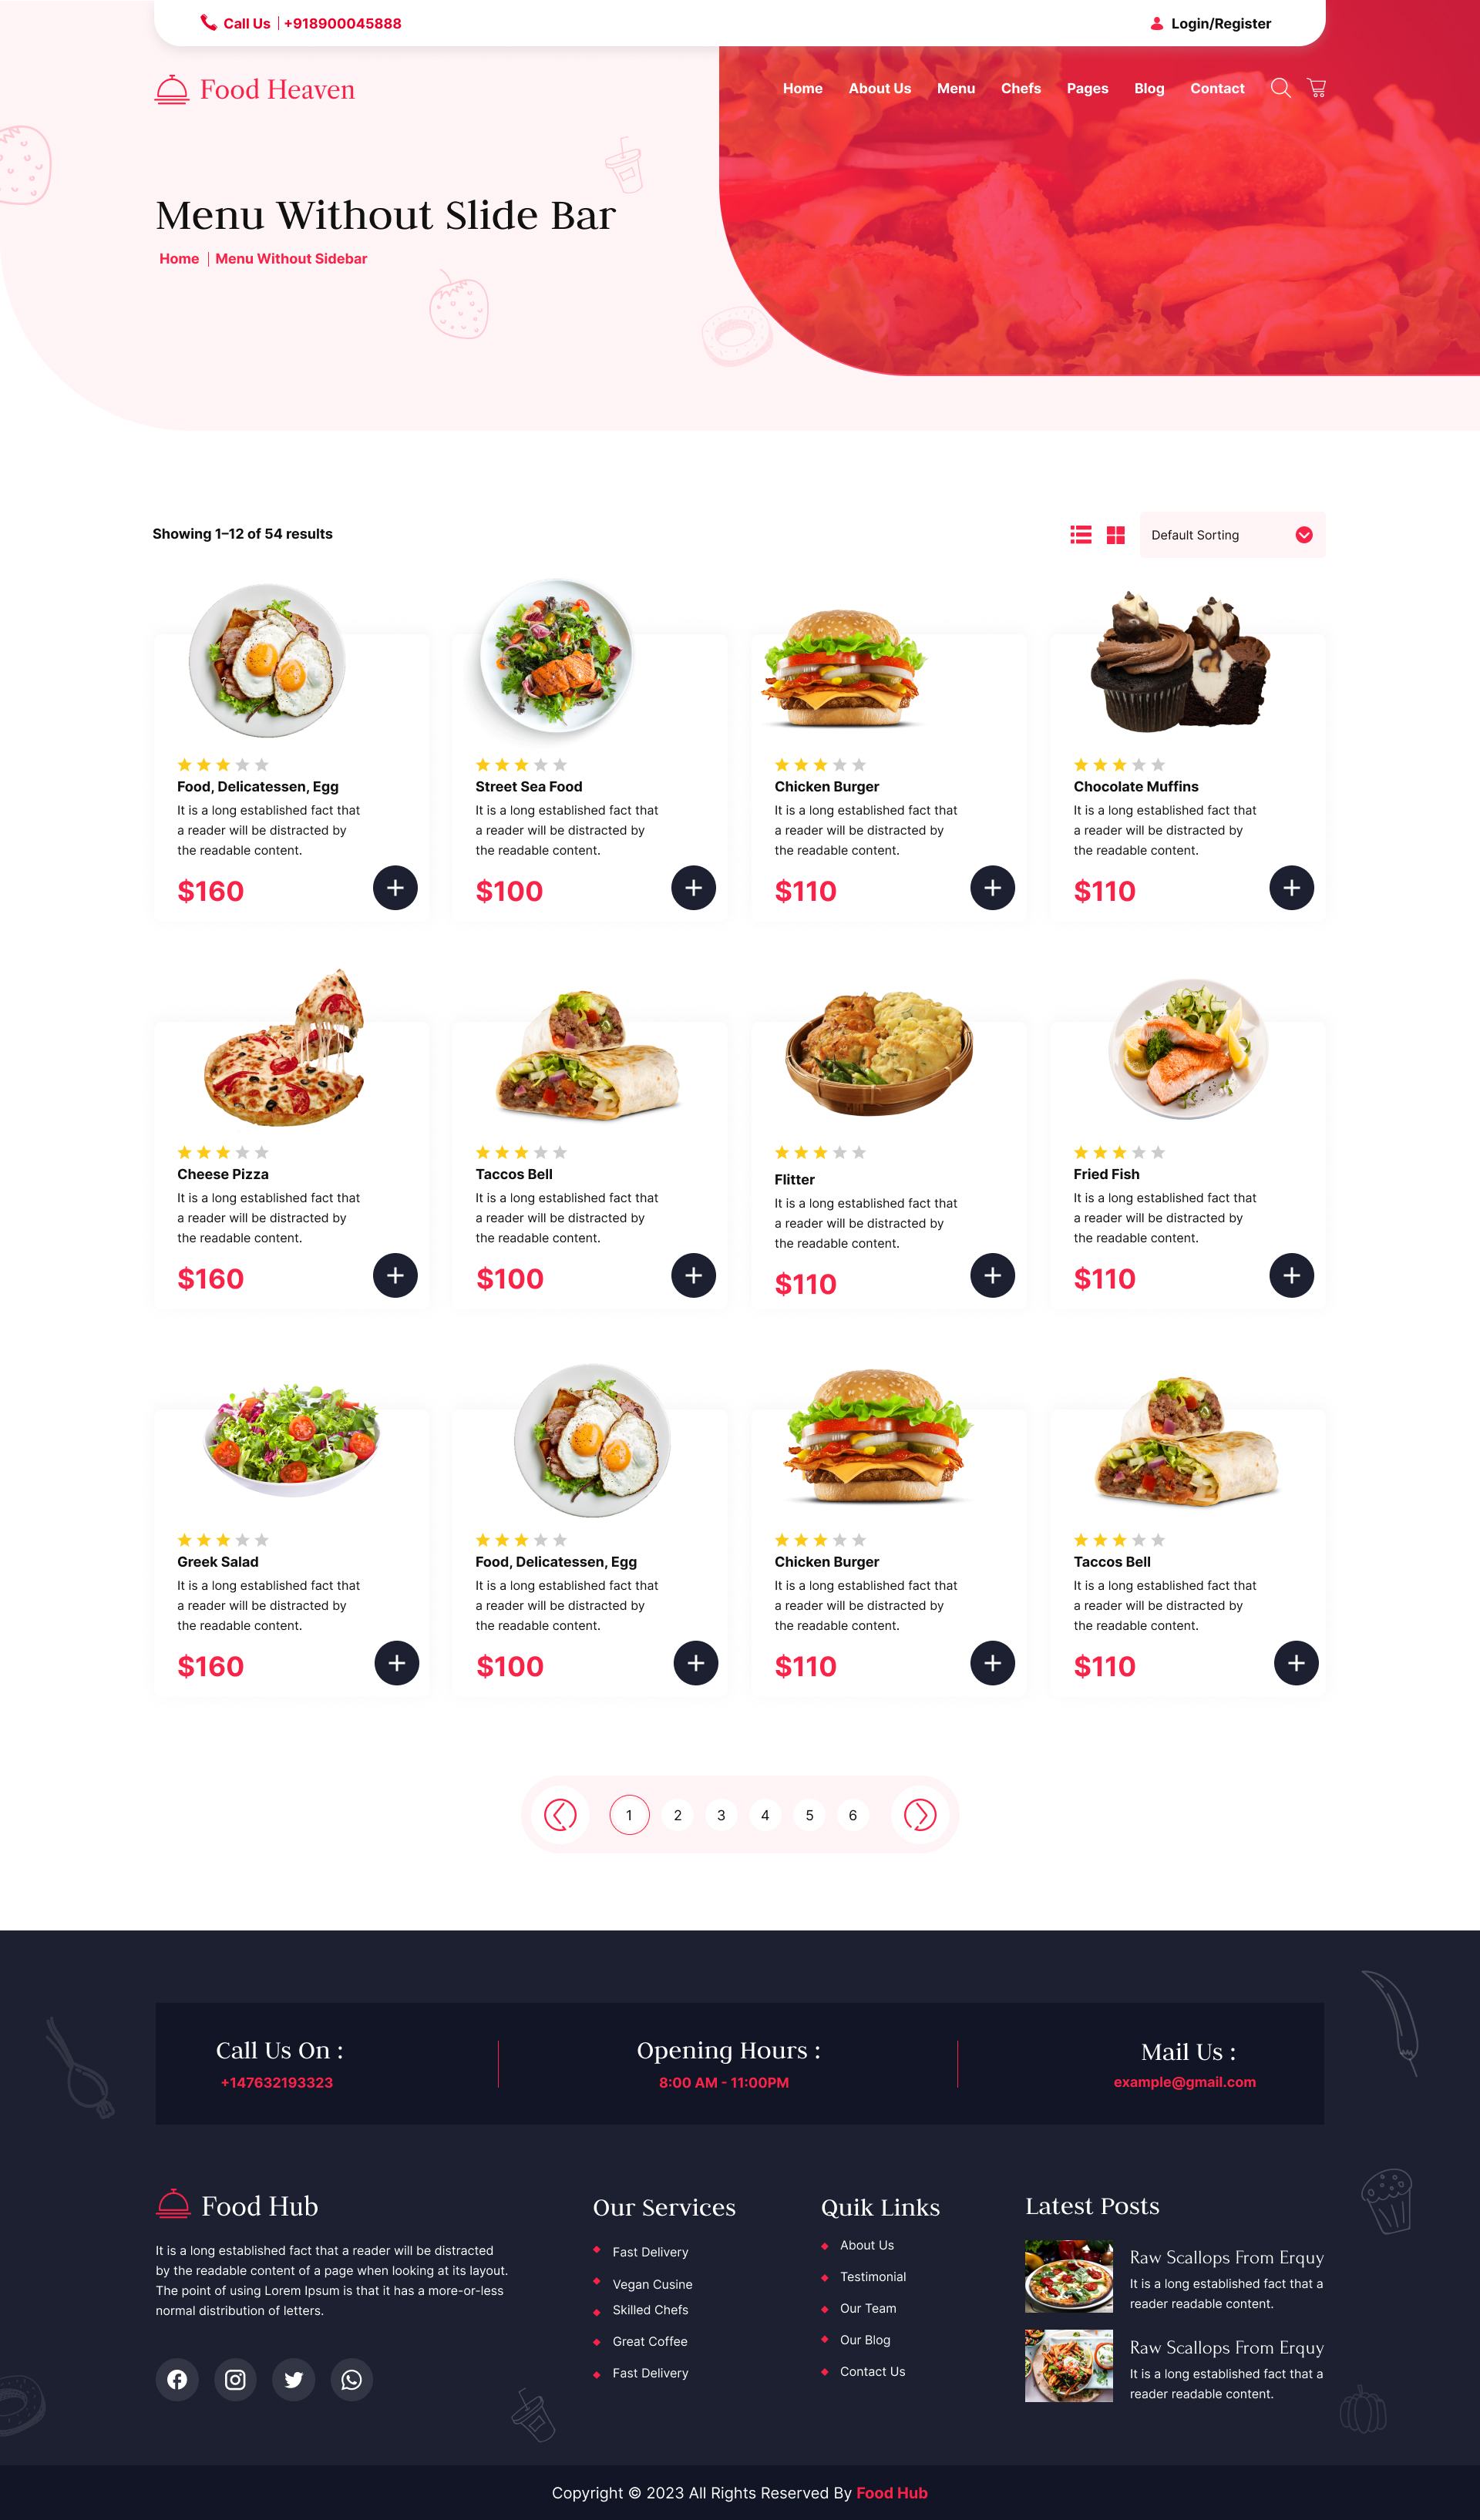 Call Us | +918900045888
Login/Register
Food Heaven
Home About Us Menu Chefs Pages Blog Contact
Menu Without Slide Bar
Home | Menu Without Sidebar
Showing 1–12 of 54 results
Default Sorting
Food, Delicatessen, Egg
It is a long established fact that
a reader will be distracted by
the readable content.
$160
Street Sea Food
It is a long established fact that
a reader will be distracted by
the readable content.
$100
Chicken Burger
It is a long established fact that
a reader will be distracted by
the readable content.
$110
Chocolate Muffins
It is a long established fact that
a reader will be distracted by
the readable content.
$110
Cheese Pizza
It is a long established fact that
a reader will be distracted by
the readable content.
$160
Taccos Bell
It is a long established fact that
a reader will be distracted by
the readable content.
$100
Flitter
It is a long established fact that
a reader will be distracted by
the readable content.
$110
Fried Fish
It is a long established fact that
a reader will be distracted by
the readable content.
$110
Greek Salad
It is a long established fact that
a reader will be distracted by
the readable content.
$160
Food, Delicatessen, Egg
It is a long established fact that
a reader will be distracted by
the readable content.
$100
Chicken Burger
It is a long established fact that
a reader will be distracted by
the readable content.
$110
Taccos Bell
It is a long established fact that
a reader will be distracted by
the readable content.
$110
1 2 3 4 5 6
Call Us On :
+147632193323
Opening Hours :
8:00 AM - 11:00PM
Mail Us :
example@gmail.com
Food Hub
It is a long established fact that a reader will be distracted
by the readable content of a page when looking at its layout.
The point of using Lorem Ipsum is that it has a more-or-less
normal distribution of letters.
Our Services
Fast Delivery
Vegan Cusine
Skilled Chefs
Great Coffee
Fast Delivery
Quik Links
About Us
Testimonial
Our Team
Our Blog
Contact Us
Latest Posts
Raw Scallops From Erquy
It is a long established fact that a
reader readable content.
Raw Scallops From Erquy
It is a long established fact that a
reader readable content.
Copyright © 2023 All Rights Reserved By Food Hub